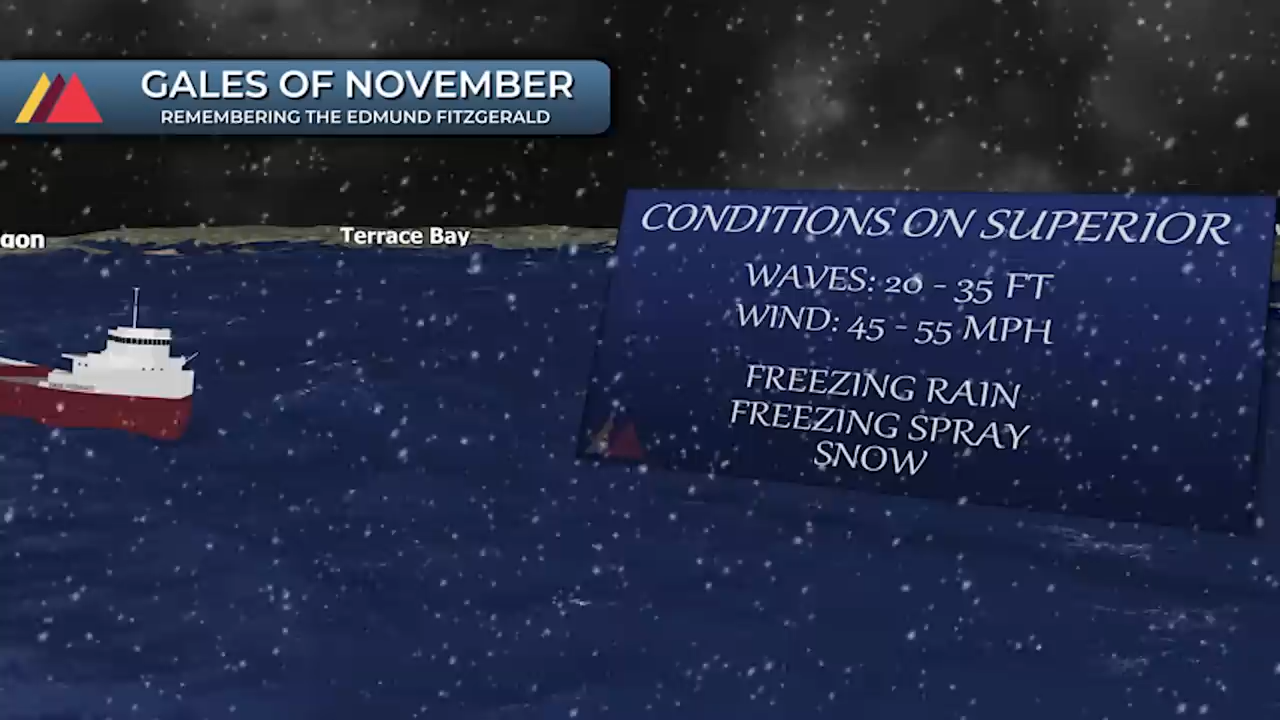 GALES OF NOVEMBER
REMEMBERING THE EDMUND FITZGERALD
gon
Terrace Bay
CONDITIONS ON SUPERIOR
WAVES: 20 - 35 FT
WIND: 45 - 55 MPH
FREEZING RAIN
FREEZING SPRAY
SNOW